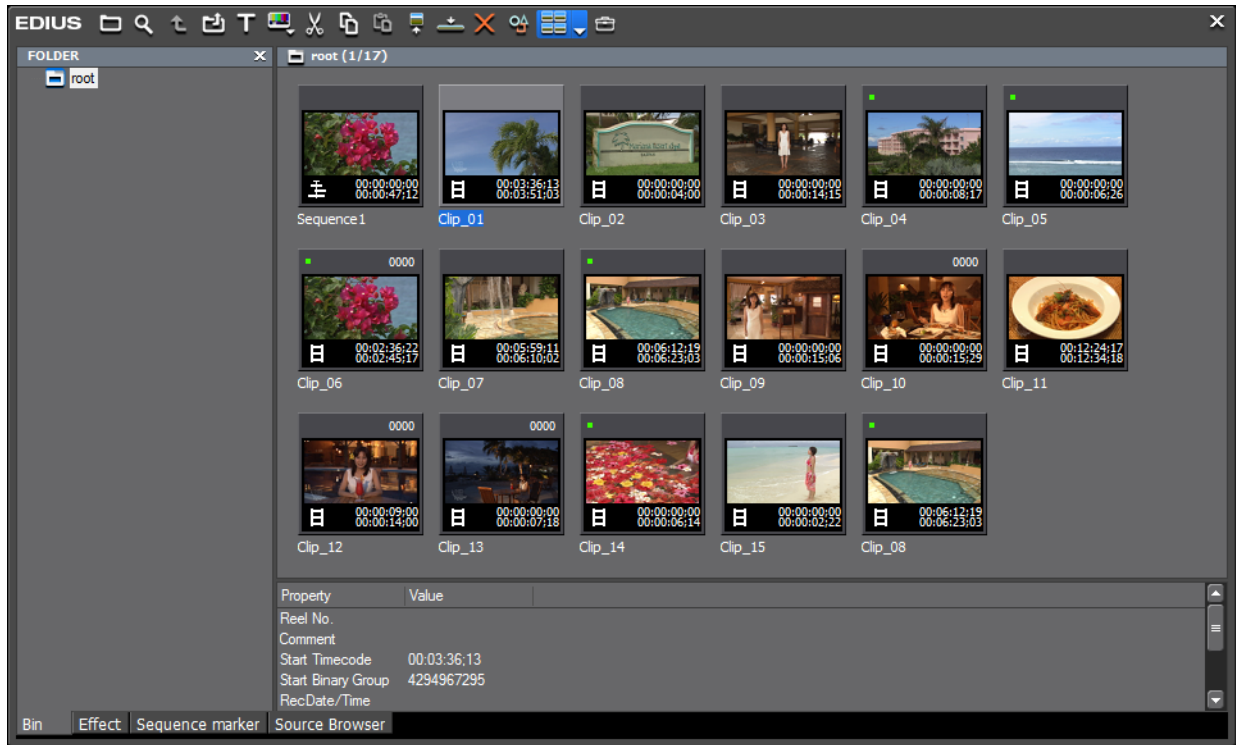 EDIUS
FOLDER
root
root (1/17)
00:00:00;00
00:00:47;12
Sequence1
00:03:36;13
00:03:51;03
Clip_01
00:00:00;00
00:00:04;00
Clip_02
00:00:00;00
00:00:14;15
Clip_03
00:00:00;00
00:00:08;17
Clip_04
00:00:00;00
00:00:06;26
Clip_05
0000
00:02:36;22
00:02:45;17
Clip_06
00:05:59;11
00:06:10;02
Clip_07
00:06:12;19
00:06:23;03
Clip_08
00:00:00;00
00:00:15;06
Clip_09
0000
00:00:00;00
00:00:15;29
Clip_10
00:12:24;17
00:12:34;18
Clip_11
0000
00:00:09;00
00:00:14;00
Clip_12
0000
00:00:00;00
00:00:07;18
Clip_13
00:00:00;00
00:00:06;14
Clip_14
00:00:00;00
00:00:02;22
Clip_15
00:06:12;19
00:06:23;03
Clip_08
Property Value
Reel No.
Comment
Start Timecode 00:03:36;13
Start Binary Group 4294967295
RecDate/Time
Bin Effect Sequence marker Source Browser